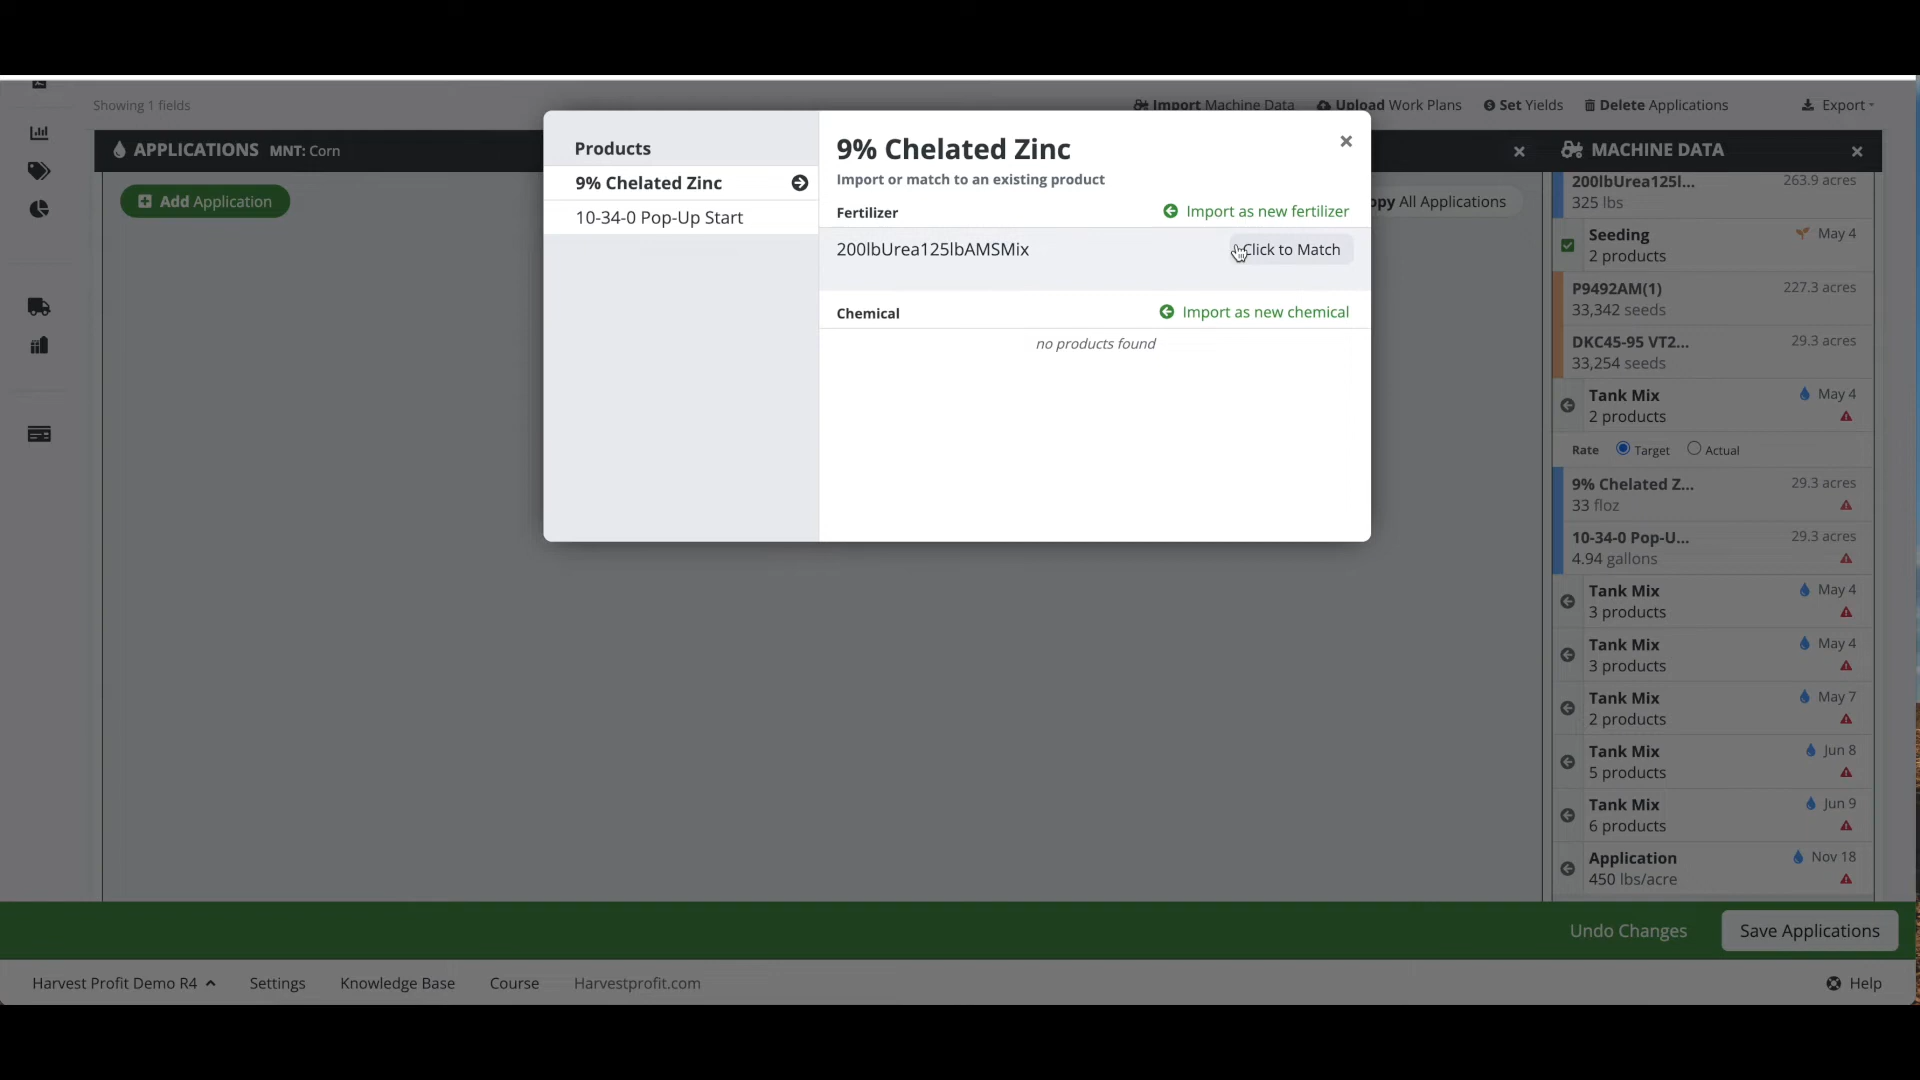 Showing 1 fields
Import Machine Data
Upload Work Plans
Set Yields
Delete Applications
Export
APPLICATIONS MNT: Corn
Add Application
Copy All Applications
Products
9% Chelated Zinc
10-34-0 Pop-Up Start
9% Chelated Zinc
Import or match to an existing product
Fertilizer
Import as new fertilizer
200lbUrea125lbAMSMix
Click to Match
Chemical
Import as new chemical
no products found
MACHINE DATA
200lbUrea125l... 263.9 acres
325 lbs
Seeding May 4
2 products
P9492AM(1) 227.3 acres
33,342 seeds
DKC45-95 VT2... 29.3 acres
33,254 seeds
Tank Mix May 4
2 products
Rate Target Actual
9% Chelated Z... 29.3 acres
33 floz
10-34-0 Pop-U... 29.3 acres
4.94 gallons
Tank Mix May 4
3 products
Tank Mix May 4
3 products
Tank Mix May 7
2 products
Tank Mix Jun 8
5 products
Tank Mix Jun 9
6 products
Application Nov 18
450 lbs/acre
Undo Changes
Save Applications
Harvest Profit Demo R4
Settings
Knowledge Base
Course
Harvestprofit.com
Help